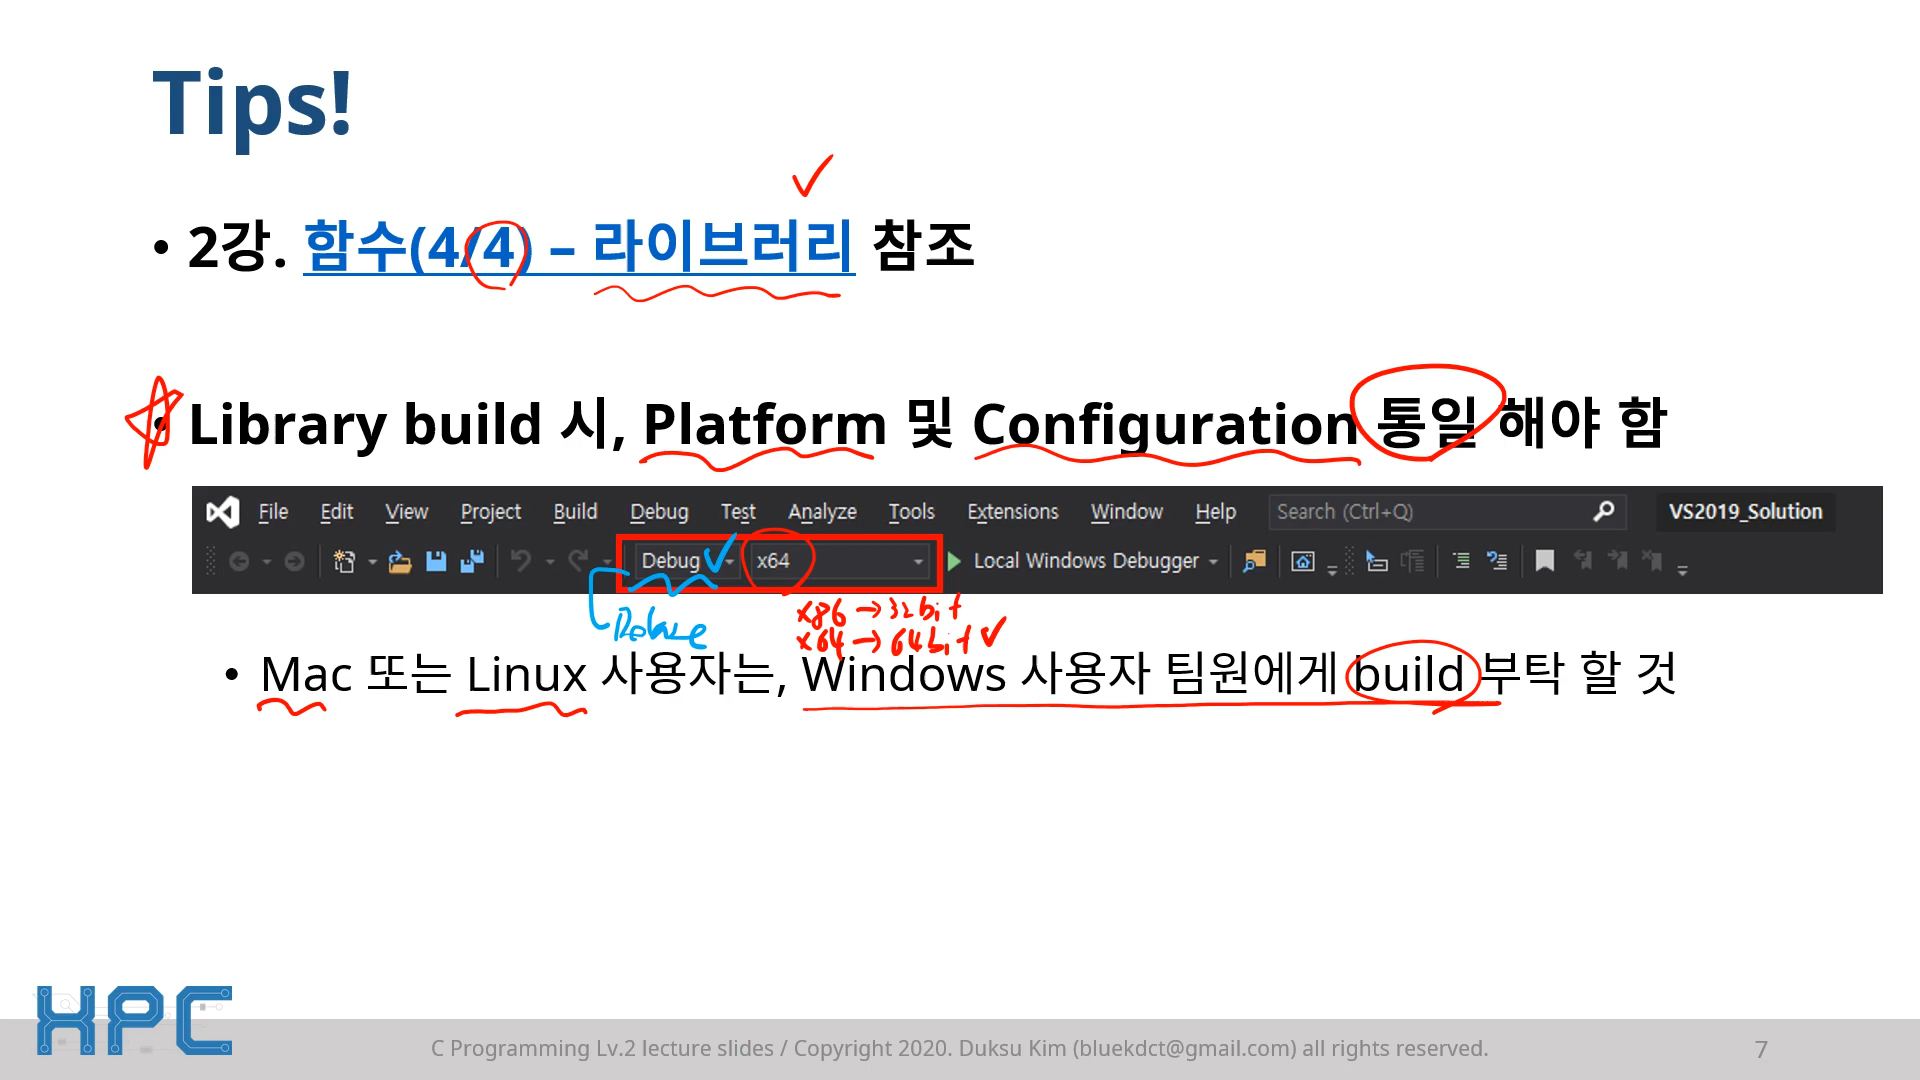 Tips!
• 2강. 함수(4/4) – 라이브러리 참조
• Library build 시, Platform 및 Configuration 통일 해야 함
File Edit View Project Build Debug Test Analyze Tools Extensions Window Help Search (Ctrl+Q) VS2019_Solution
Debug x64 Local Windows Debugger
x86 → 32bit
x64 → 64bit
• Mac 또는 Linux 사용자는, Windows 사용자 팀원에게 build 부탁 할 것
HPC
C Programming Lv.2 lecture slides / Copyright 2020. Duksu Kim (bluekdct@gmail.com) all rights reserved.
7